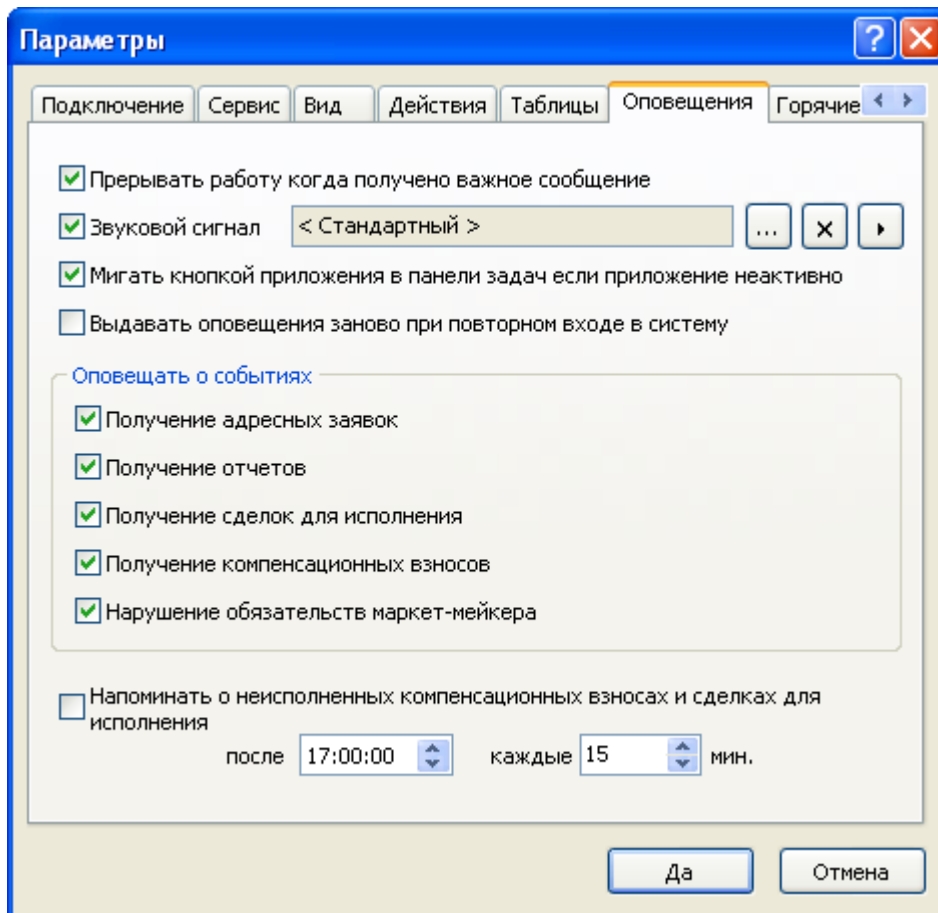 Параметры
Подключение Сервис Вид Действия Таблицы Оповещения Горячие
Прерывать работу когда получено важное сообщение
Звуковой сигнал < Стандартный > ...
Мигать кнопкой приложения в панели задач если приложение неактивно
Выдавать оповещения заново при повторном входе в систему
Оповещать о событиях
Получение адресных заявок
Получение отчетов
Получение сделок для исполнения
Получение компенсационных взносов
Нарушение обязательств маркет-мейкера
Напоминать о неисполненных компенсационных взносах и сделках для
исполнения
после 17:00:00 каждые 15 мин.
Да Отмена